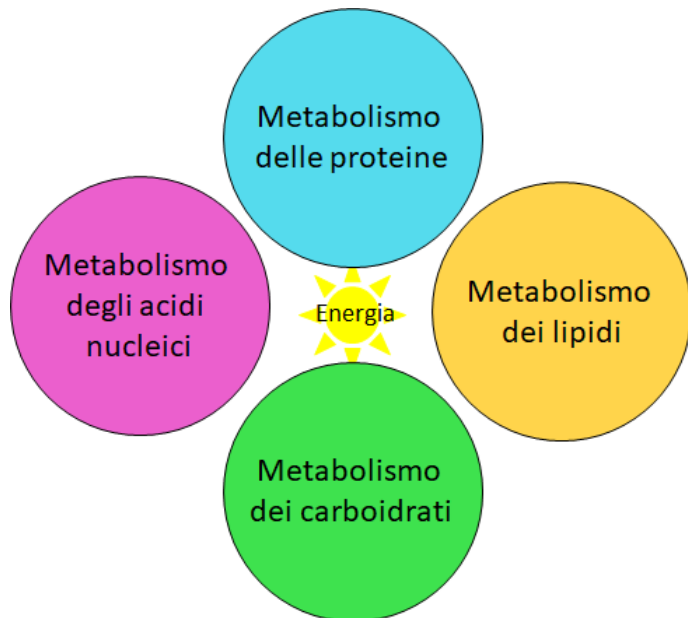 Metabolismo
delle proteine
Metabolismo
degli acidi
nucleici
Energia
Metabolismo
dei lipidi
Metabolismo
dei carboidrati